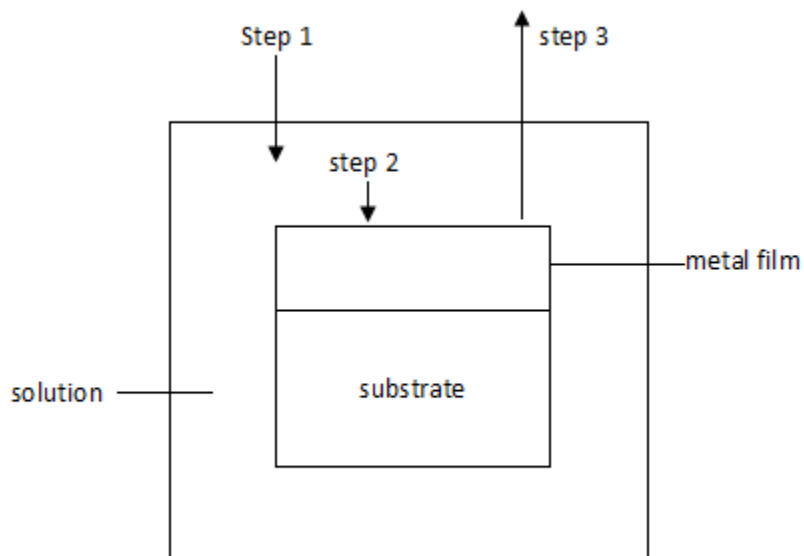 Step 1
step 3
step 2
metal film
solution
substrate